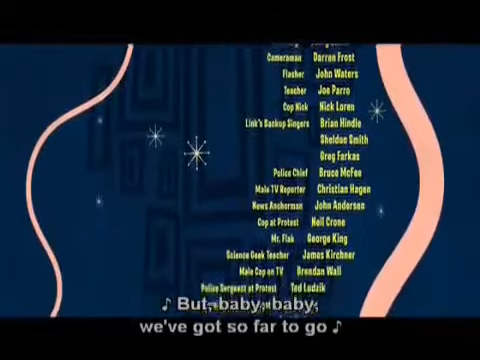 Cameraman Darren Frost
Flasher John Waters
Teacher Joe Parro
Cop Nick Nick Loren
Link's Backup Singers Brian Hindle
Sheldon Smith
Greg Farkas
Police Chief Bruce McFee
Male TV Reporter Christian Hagen
News Anchorman John Andersen
Cop at Protest Neil Crone
Mr. Flak George King
Science Geek Teacher James Kirchner
Male Cop on TV Brendan Wall
Police Sergeant at Protest Ted Ludzik
♪ But, baby, baby,
we've got so far to go ♪